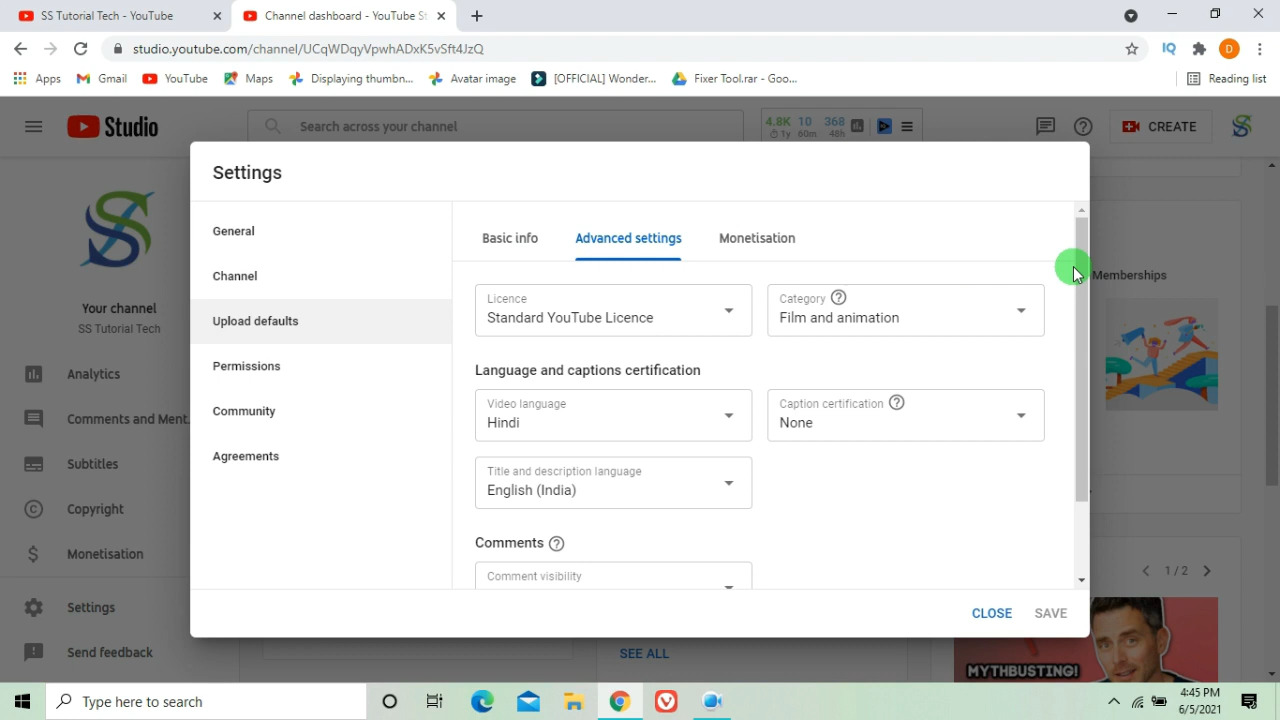 SS Tutorial Tech - YouTube
Channel dashboard - YouTube St
studio.youtube.com/channel/UCqWDqyVpwhADxK5vSft4JzQ
IQ
D
Apps
Gmail
YouTube
Maps
Displaying thumbn...
Avatar image
[OFFICIAL] Wonder...
Fixer Tool.rar - Goo...
Reading list
Studio
Search across your channel
4.8K 10 368
1y 60m 48h
CREATE
Settings
General
Channel
Upload defaults
Permissions
Community
Agreements
Basic info
Advanced settings
Monetisation
Licence
Standard YouTube Licence
Category
Film and animation
Language and captions certification
Video language
Hindi
Caption certification
None
Title and description language
English (India)
Comments
Comment visibility
CLOSE
SAVE
Your channel
SS Tutorial Tech
Analytics
Comments and Ment.
Subtitles
Copyright
Monetisation
Settings
Send feedback
Memberships
1 / 2
SEE ALL
MYTHBUSTING!
Type here to search
4:45 PM
6/5/2021